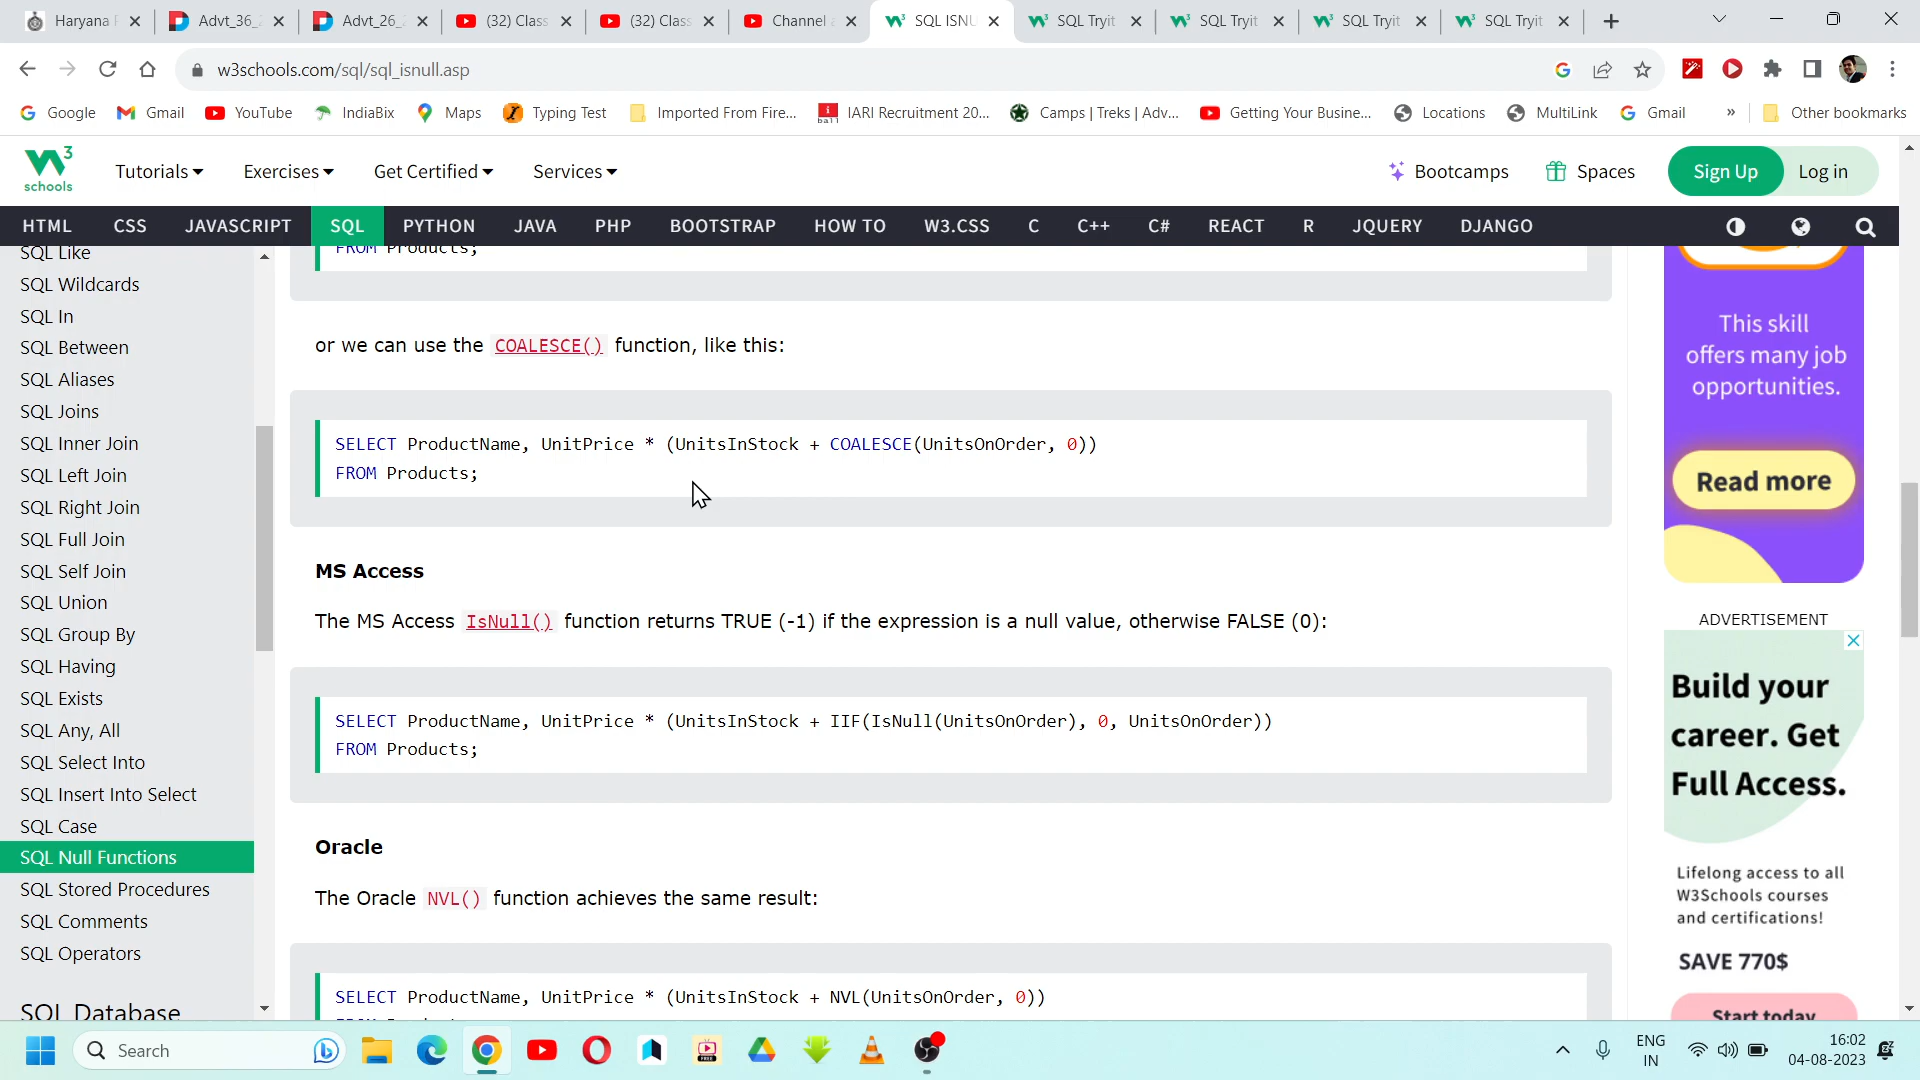 Haryana
Advt_36_
Advt_26_
(32) Class
(32) Class
Channel
SQL ISNU
SQL Tryit
SQL Tryit
SQL Tryit
SQL Tryit
w3schools.com/sql/sql_isnull.asp
Google
Gmail
YouTube
IndiaBix
Maps
Typing Test
Imported From Fire...
IARI Recruitment 20...
Camps | Treks | Adv...
Getting Your Busine...
Locations
MultiLink
Gmail
»
Other bookmarks
W3
schools
Tutorials
Exercises
Get Certified
Services
Bootcamps
Spaces
Sign Up
Log in
HTML
CSS
JAVASCRIPT
SQL
PYTHON
JAVA
PHP
BOOTSTRAP
HOW TO
W3.CSS
C
C++
C#
REACT
R
JQUERY
DJANGO
SQL Like
SQL Wildcards
SQL In
SQL Between
SQL Aliases
SQL Joins
SQL Inner Join
SQL Left Join
SQL Right Join
SQL Full Join
SQL Self Join
SQL Union
SQL Group By
SQL Having
SQL Exists
SQL Any, All
SQL Select Into
SQL Insert Into Select
SQL Case
SQL Null Functions
SQL Stored Procedures
SQL Comments
SQL Operators
SQL Database
FROM Products;
or we can use the COALESCE() function, like this:
SELECT ProductName, UnitPrice * (UnitsInStock + COALESCE(UnitsOnOrder, 0))
FROM Products;
MS Access
The MS Access IsNull() function returns TRUE (-1) if the expression is a null value, otherwise FALSE (0):
SELECT ProductName, UnitPrice * (UnitsInStock + IIF(IsNull(UnitsOnOrder), 0, UnitsOnOrder))
FROM Products;
Oracle
The Oracle NVL() function achieves the same result:
SELECT ProductName, UnitPrice * (UnitsInStock + NVL(UnitsOnOrder, 0))
This skill
offers many job
opportunities.
Read more
ADVERTISEMENT
Build your
career. Get
Full Access.
Lifelong access to all
W3Schools courses
and certifications!
SAVE 770$
Start today
Search
ENG
IN
16:02
04-08-2023